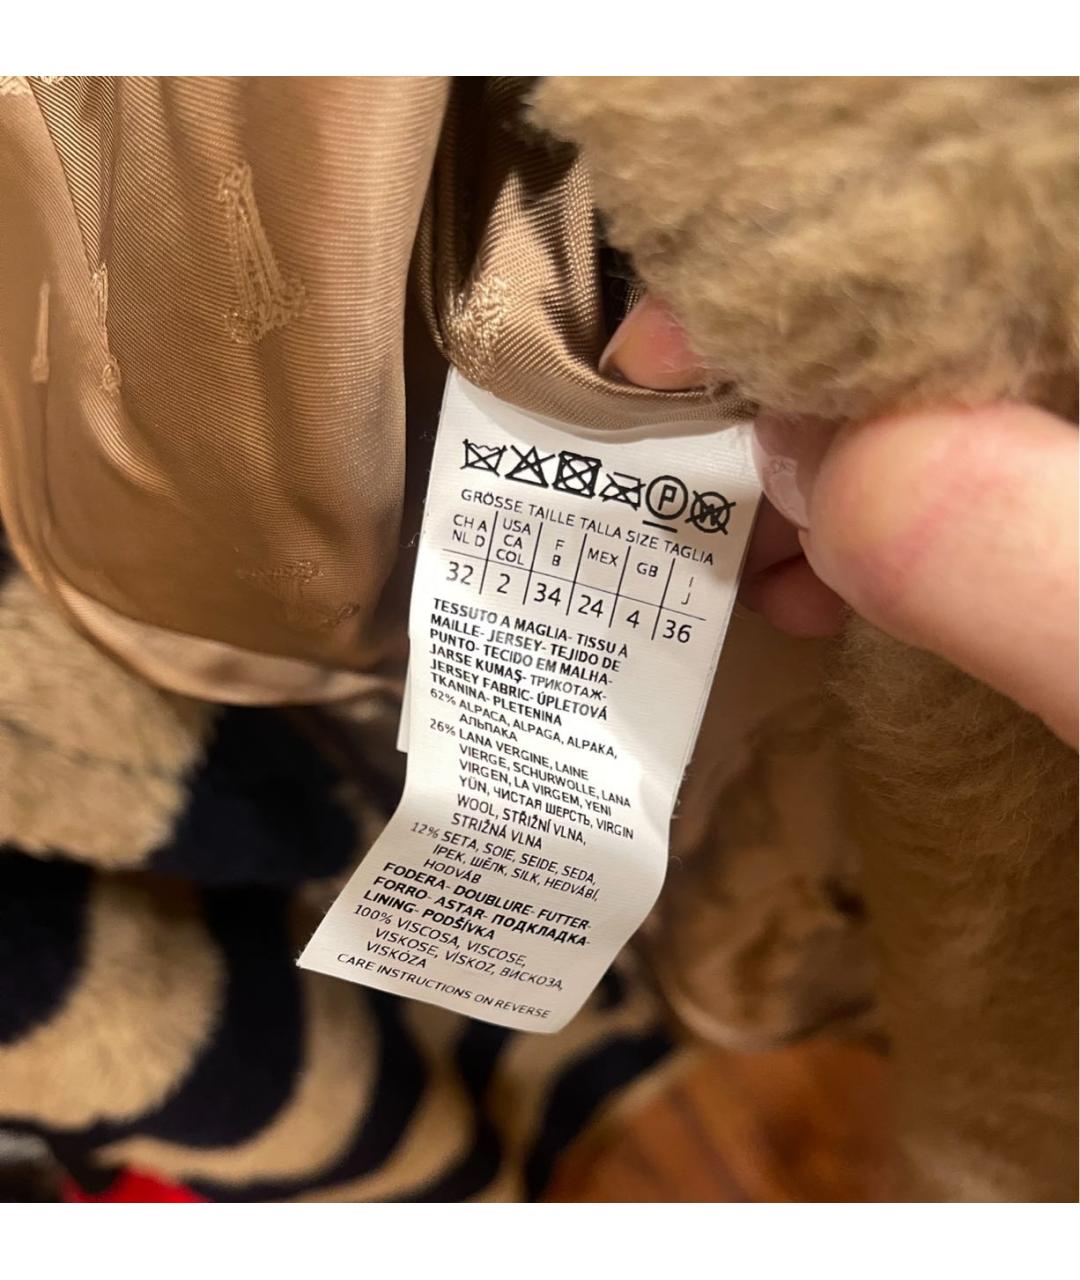 GRÖSSE TAILLE TALLA SIZE TAGLIA
CH A NL D
USA CA COL
F B
MEX
GB
I J
32 2 34 24 4 36
TESSUTO A MAGLIA- TISSU À
MAILLE- JERSEY- TEJIDO DE
PUNTO- TECIDO EM MALHA-
JARSE KUMAŞ- ТРИКОТАЖ-
JERSEY FABRIC- ÚPLETOVÁ
TKANINA- PLETENINA
62% ALPACA, ALPAGA, ALPAKA,
АЛЬПАКА
26% LANA VERGINE, LAINE
VIERGE, SCHURWOLLE, LANA
VIRGEN, LA VIRGEM, YENI
YÜN, ЧИСТАЯ ШЕРСТЬ, VIRGIN
WOOL, STŘIŽNÍ VLNA,
STRIŽNÁ VLNA
12% SETA, SOIE, SEIDE, SEDA,
IPEK, ШЁЛК, SILK, HEDVÁBÍ,
HODVÁB
FODERA- DOUBLURE- FUTTER-
FORRO- ASTAR- ПОДКЛАДКА-
LINING- PODŠÍVKA
100% VISCOSA, VISCOSE,
VISKOSE, VİSKOZ, ВИСКОЗА,
VISKÓZA
CARE INSTRUCTIONS ON REVERSE